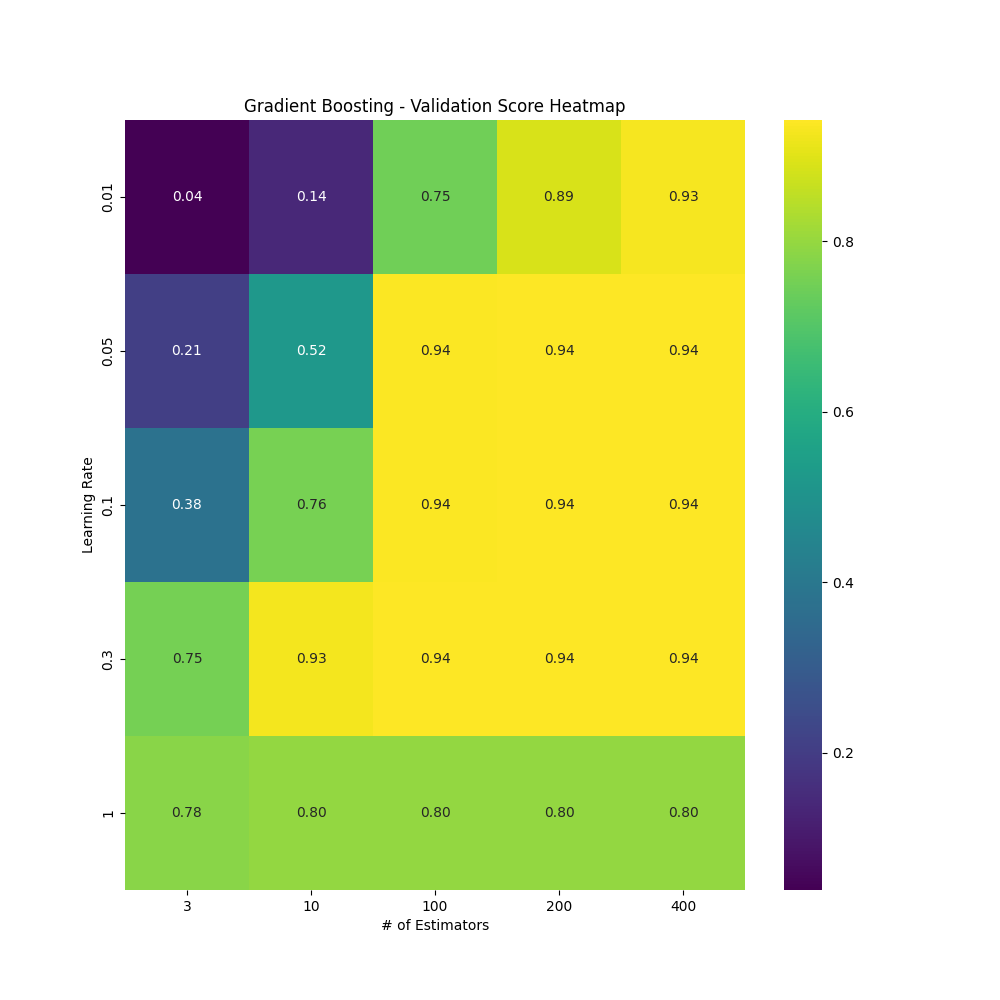 Gradient Boosting - Validation Score Heatmap
Learning Rate
0.01
0.04 0.14 0.75 0.89 0.93
0.05
0.21 0.52 0.94 0.94 0.94
0.1
0.38 0.76 0.94 0.94 0.94
0.3
0.75 0.93 0.94 0.94 0.94
1
0.78 0.80 0.80 0.80 0.80
3 10 100 200 400
# of Estimators
0.8
0.6
0.4
0.2